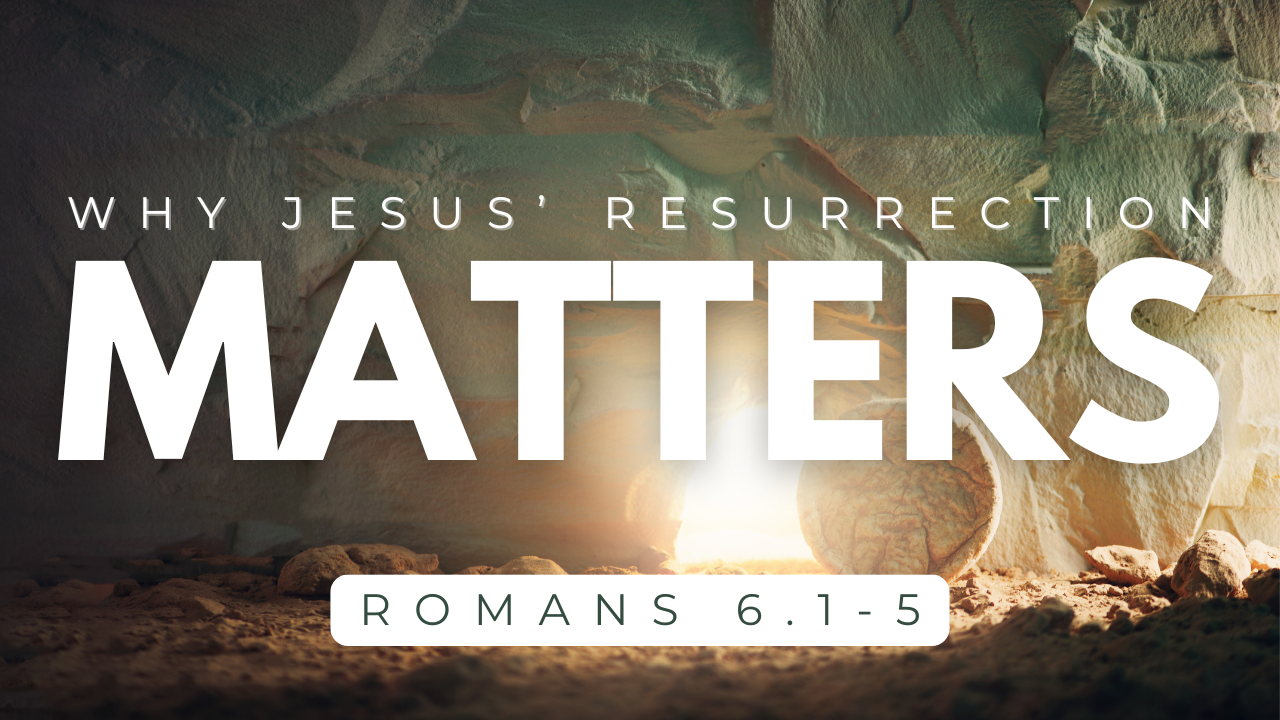 WHY JESUS’ RESURRECTION
MATTERS
ROMANS 6.1-5